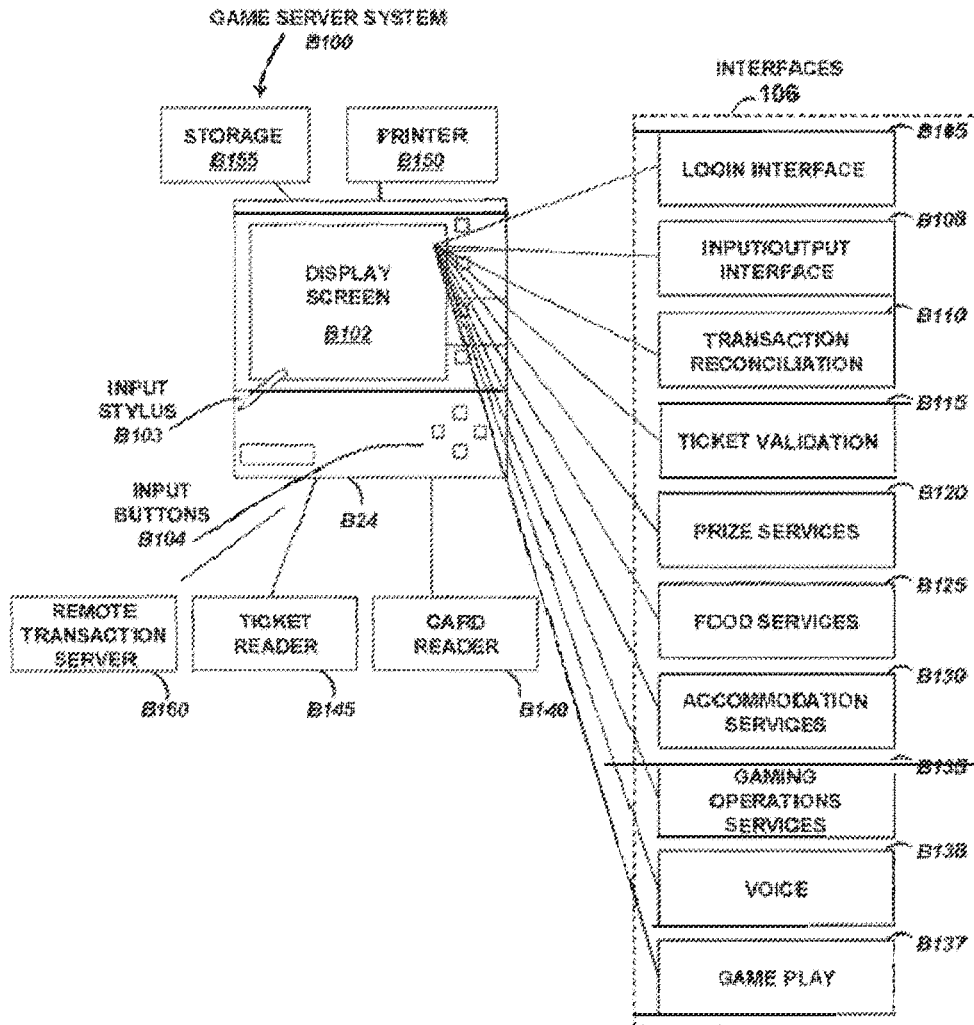 GAME SERVER SYSTEM
B100
INTERFACES
106
STORAGE
B155
PRINTER
B150
DISPLAY
SCREEN
B102
INPUT
STYLUS
B103
INPUT
BUTTONS
B104
B24
REMOTE
TRANSACTION
SERVER
B160
TICKET
READER
B145
CARD
READER
B140
LOGIN INTERFACE
B105
INPUT/OUTPUT
INTERFACE
B108
TRANSACTION
RECONCILIATION
B110
TICKET VALIDATION
B115
PRIZE SERVICES
B120
FOOD SERVICES
B125
ACCOMMODATION
SERVICES
B130
GAMING
OPERATIONS
SERVICES
B135
VOICE
B138
GAME PLAY
B137